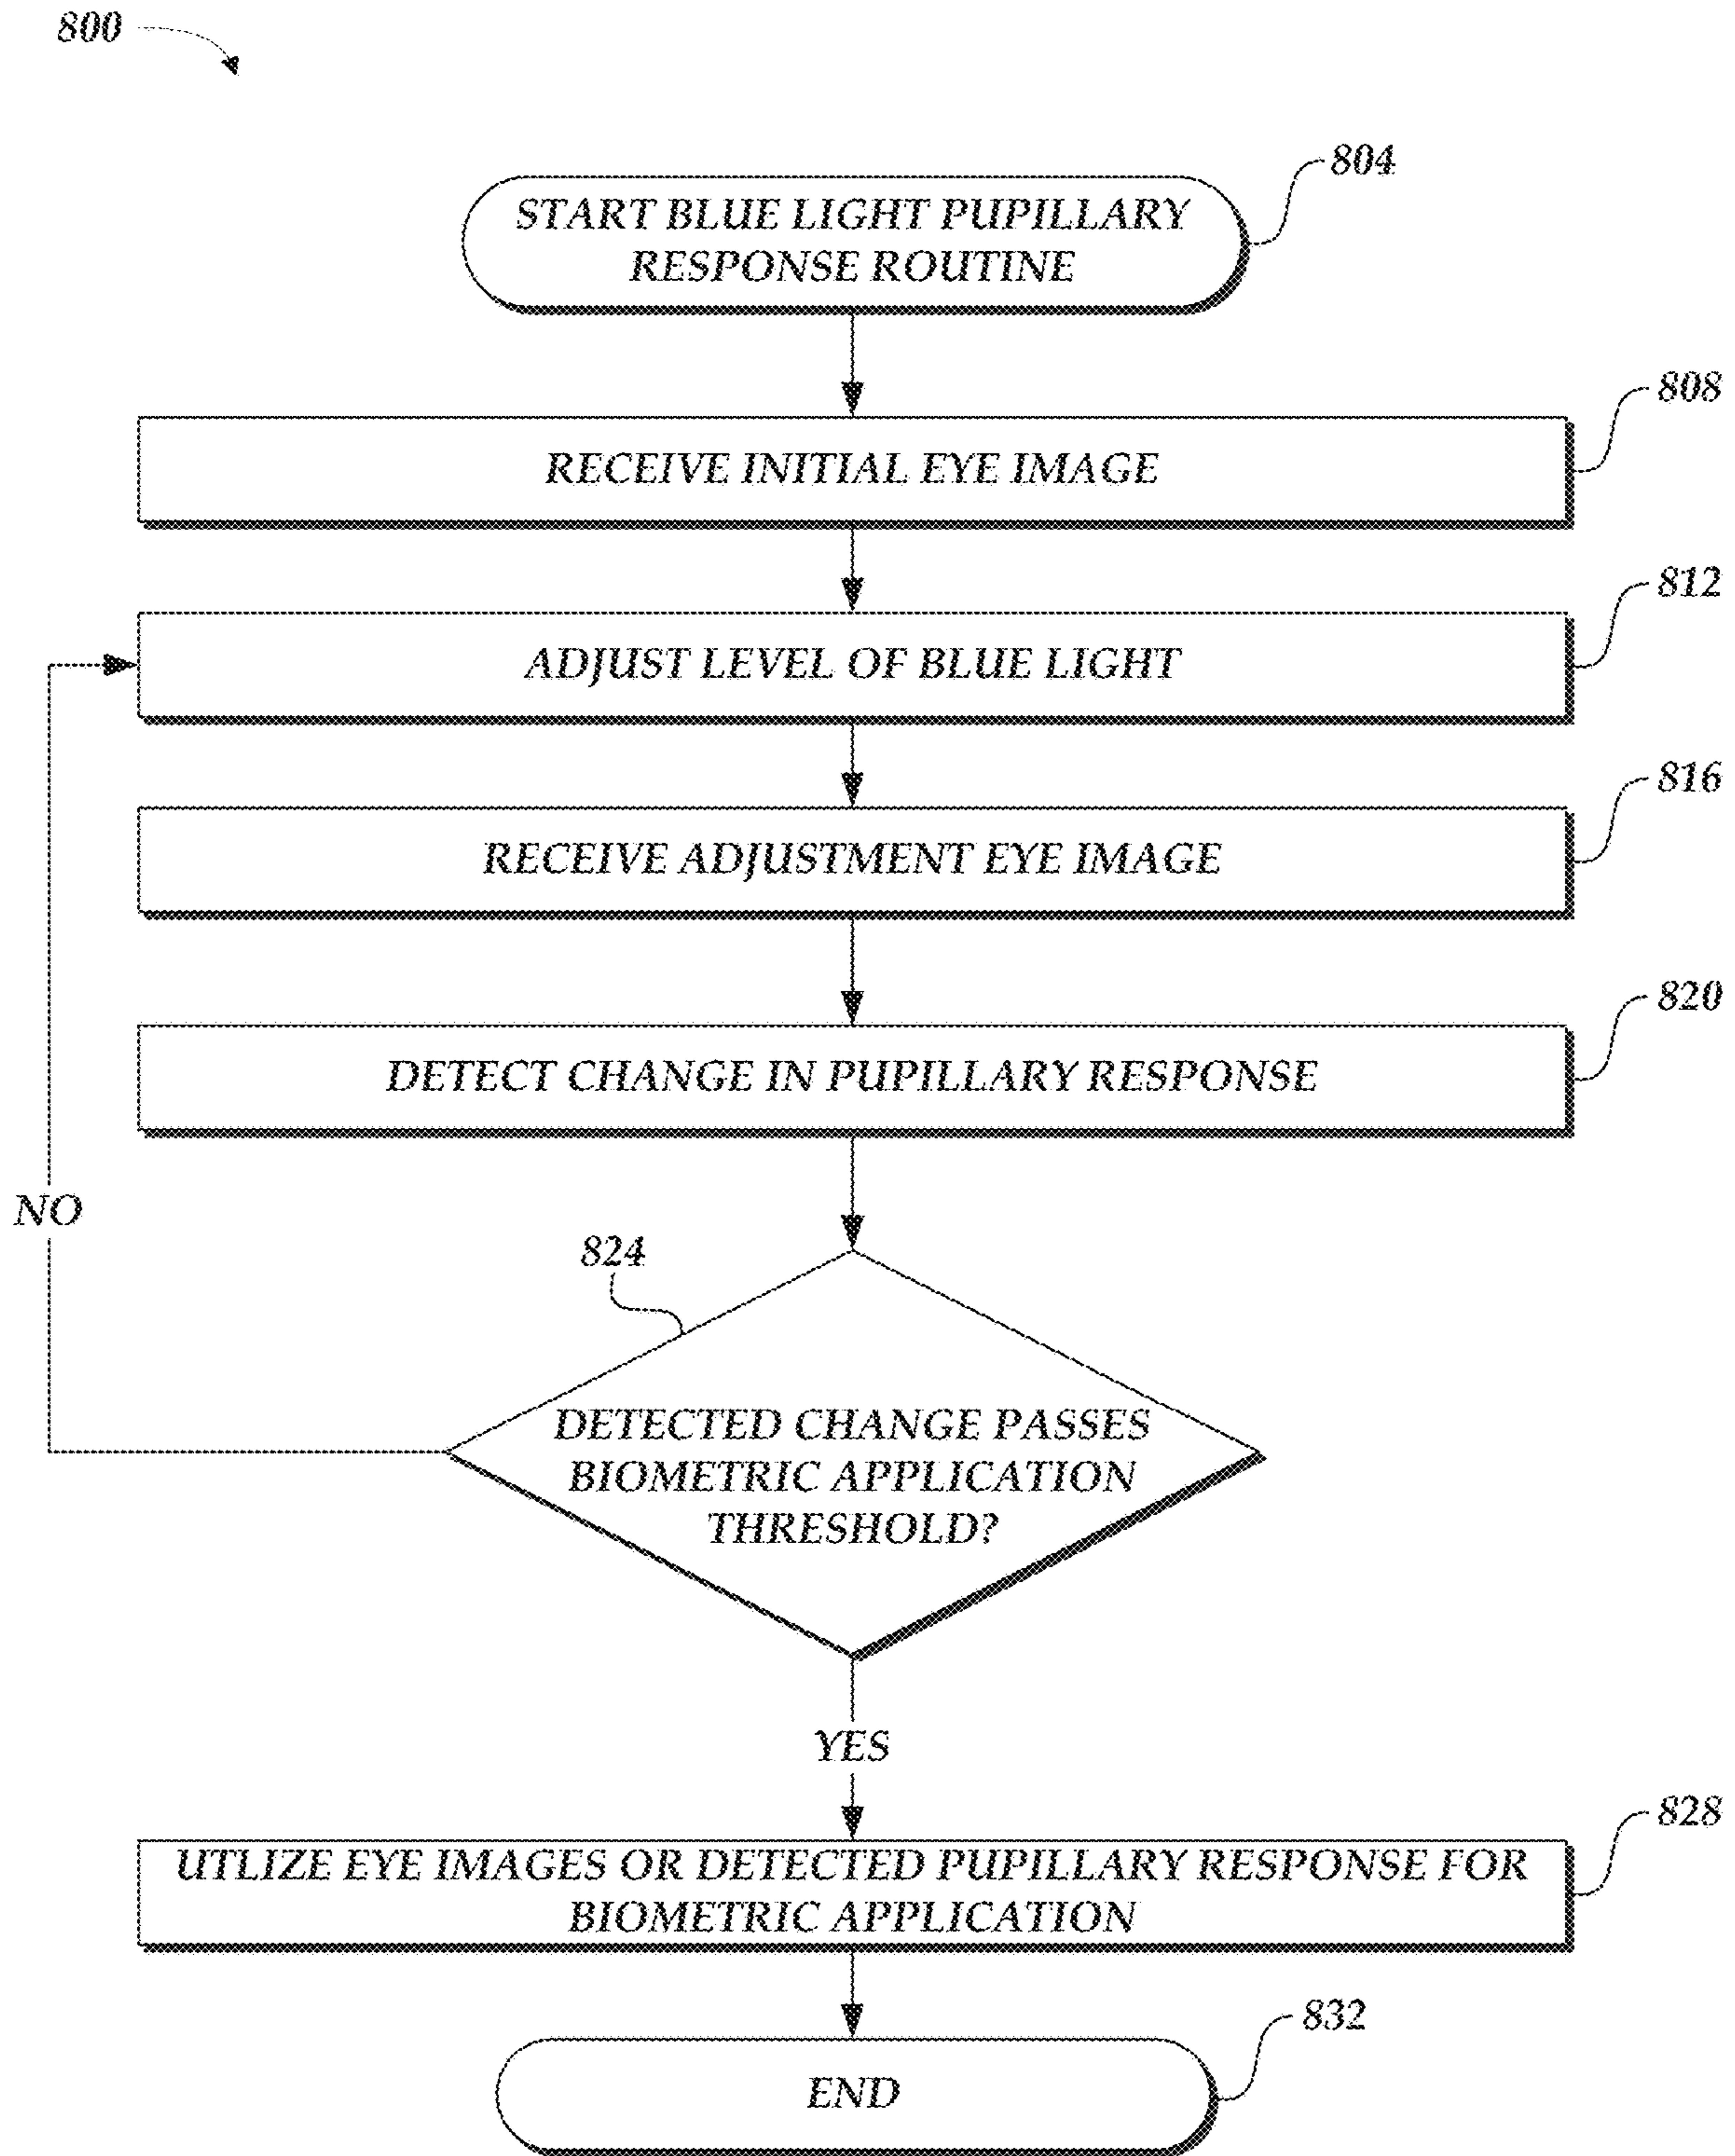 800
804
START BLUE LIGHT PUPILLARY
RESPONSE ROUTINE
808
RECEIVE INITIAL EYE IMAGE
812
ADJUST LEVEL OF BLUE LIGHT
816
RECEIVE ADJUSTMENT EYE IMAGE
820
DETECT CHANGE IN PUPILLARY RESPONSE
NO
824
DETECTED CHANGE PASSES
BIOMETRIC APPLICATION
THRESHOLD?
YES
828
UTLIZE EYE IMAGES OR DETECTED PUPILLARY RESPONSE FOR
BIOMETRIC APPLICATION
832
END